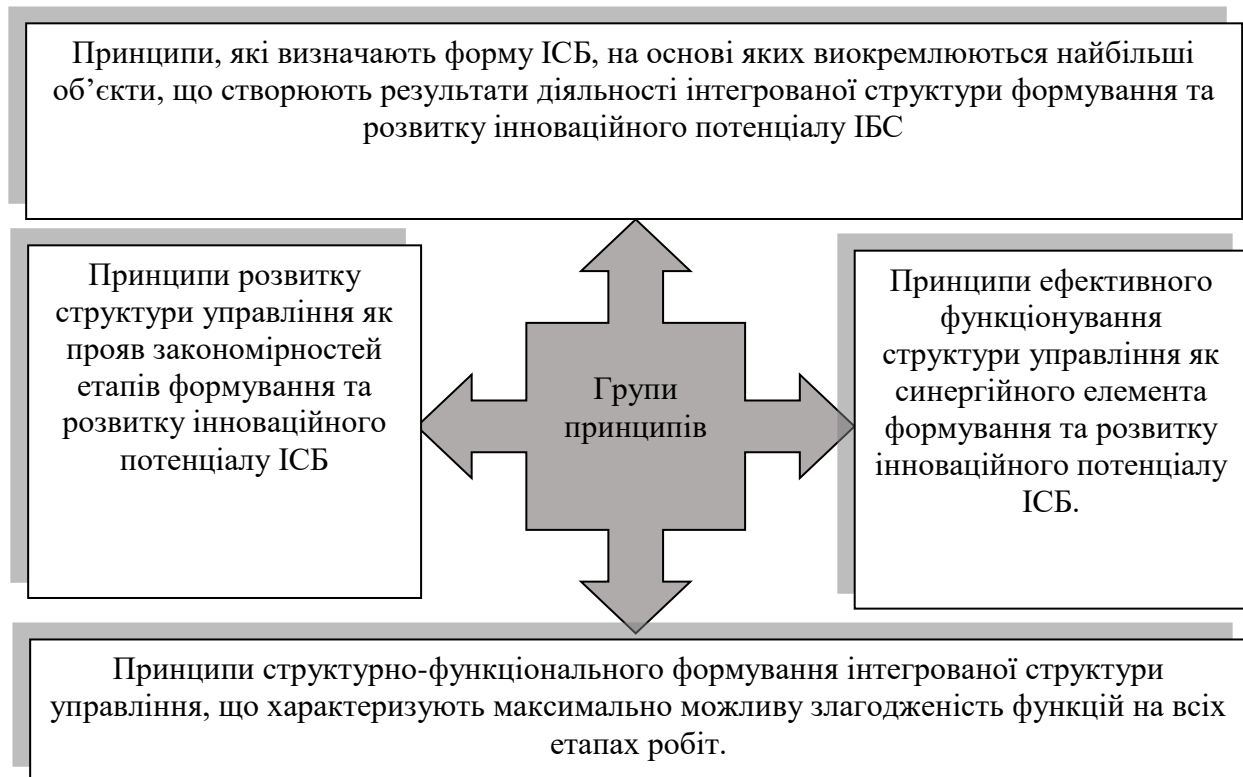 Принципи, які визначають форму ІСБ, на основі яких виокремлюються найбільші
об’єкти, що створюють результати діяльності інтегрованої структури формування та
розвитку інноваційного потенціалу ІБС
Принципи розвитку
структури управління як
прояв закономірностей
етапів формування та
розвитку інноваційного
потенціалу ІСБ
Групи
принципів
Принципи ефективного
функціонування
структури управління як
синергійного елемента
формування та розвитку
інноваційного потенціалу
ІСБ.
Принципи структурно-функціонального формування інтегрованої структури
управління, що характеризують максимально можливу злагодженість функцій на всіх
етапах робіт.